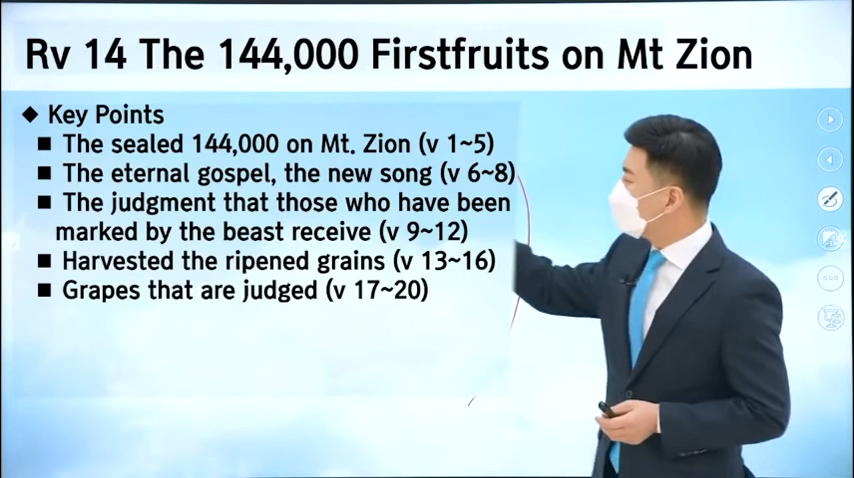 Rv 14 The 144,000 Firstfruits on Mt Zion
◆ Key Points
■ The sealed 144,000 on Mt. Zion (v 1~5)
■ The eternal gospel, the new song (v 6~8)
■ The judgment that those who have been
marked by the beast receive (v 9~12)
■ Harvested the ripened grains (v 13~16)
■ Grapes that are judged (v 17~20)